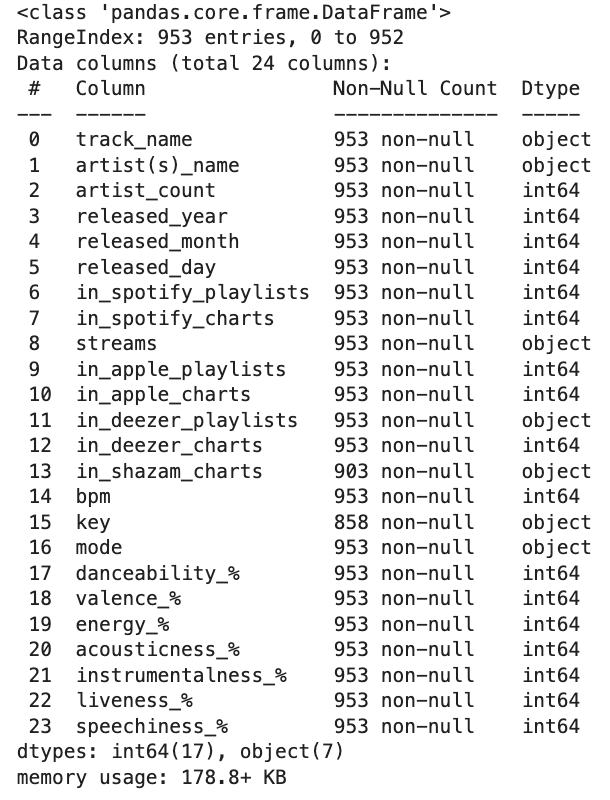 <class 'pandas.core.frame.DataFrame'>
RangeIndex: 953 entries, 0 to 952
Data columns (total 24 columns):
 #   Column                Non-Null Count  Dtype
---  ------                --------------  -----
 0   track_name            953 non-null    object
 1   artist(s)_name        953 non-null    object
 2   artist_count          953 non-null    int64
 3   released_year         953 non-null    int64
 4   released_month        953 non-null    int64
 5   released_day          953 non-null    int64
 6   in_spotify_playlists  953 non-null    int64
 7   in_spotify_charts     953 non-null    int64
 8   streams               953 non-null    object
 9   in_apple_playlists    953 non-null    int64
 10  in_apple_charts       953 non-null    int64
 11  in_deezer_playlists   953 non-null    object
 12  in_deezer_charts      953 non-null    int64
 13  in_shazam_charts      903 non-null    object
 14  bpm                   953 non-null    int64
 15  key                   858 non-null    object
 16  mode                  953 non-null    object
 17  danceability_%        953 non-null    int64
 18  valence_%             953 non-null    int64
 19  energy_%              953 non-null    int64
 20  acousticness_%        953 non-null    int64
 21  instrumentalness_%    953 non-null    int64
 22  liveness_%            953 non-null    int64
 23  speechiness_%         953 non-null    int64
dtypes: int64(17), object(7)
memory usage: 178.8+ KB